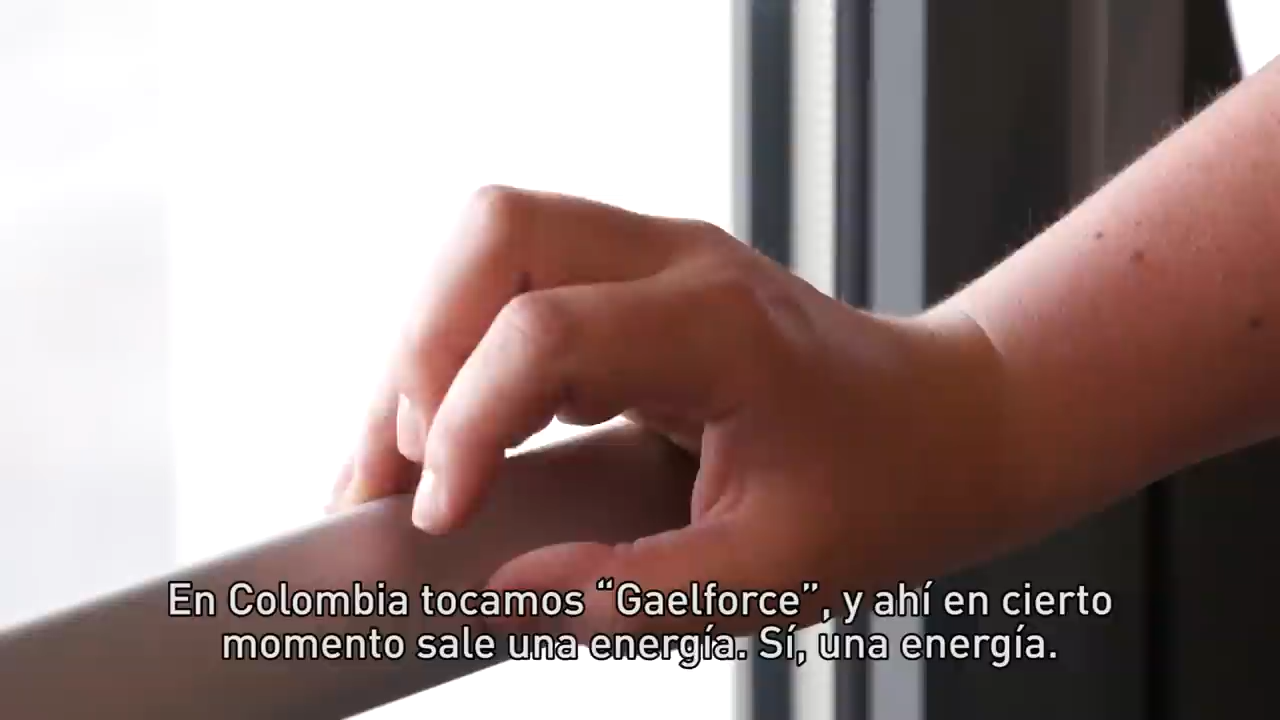 En Colombia tocamos “Gaelforce”, y ahí en cierto
momento sale una energía. Sí, una energía.